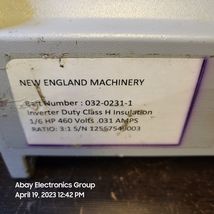 NEW ENGLAND MACHINERY
Part Number : 032-0231-1
Inverter Duty Class H Insulation
1/6 HP 460 Volts .031 AMPS
RATIO: 3:1 S/N 1255754J003
Abay Electronics Group
April 19, 2023 12:42 PM